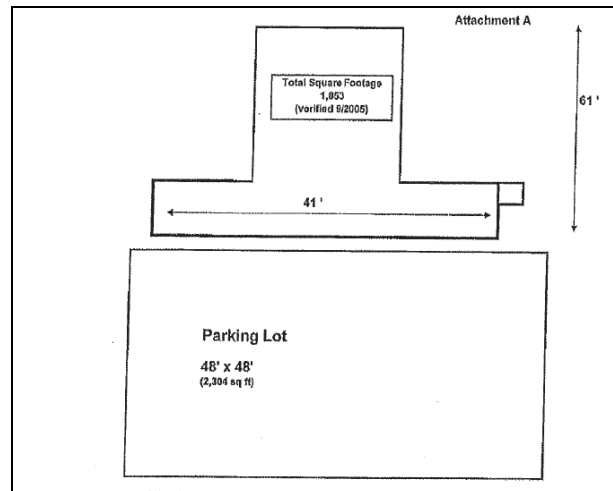 Attachment A
Total Square Footage
1,853
(verified 9/2005)
61 '
41 '
Parking Lot
48' x 48'
(2,304 sq ft)